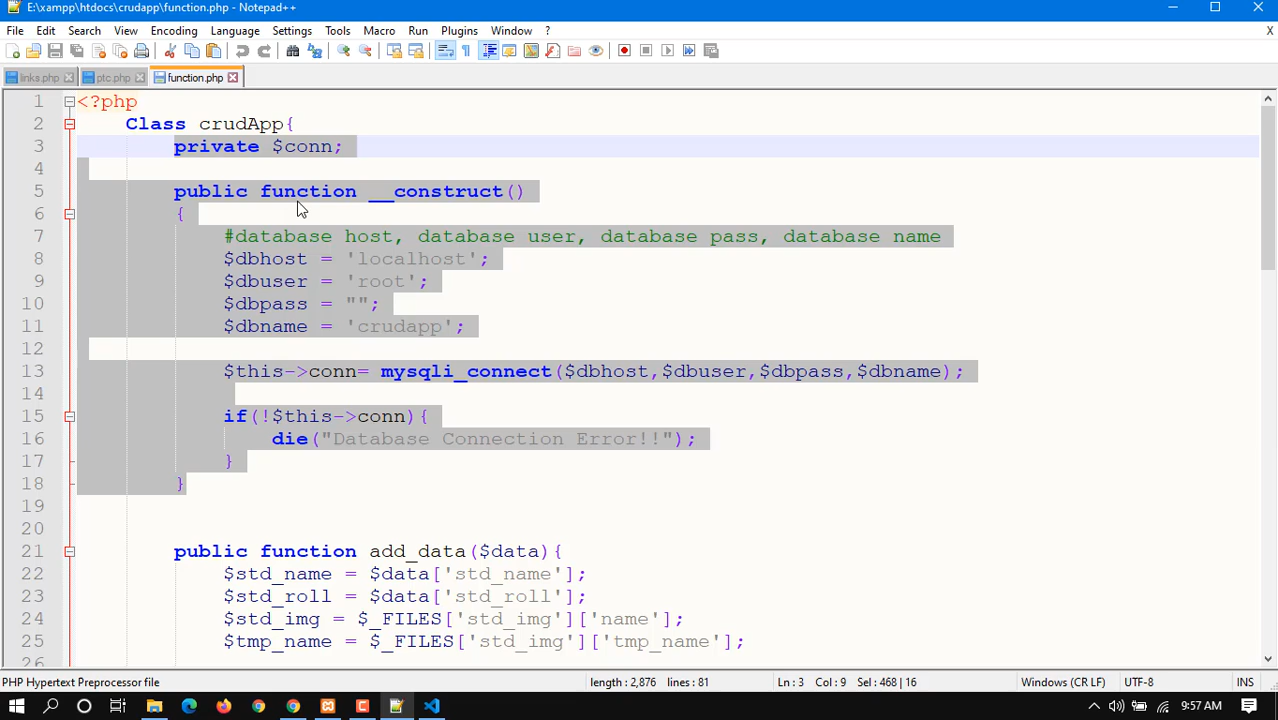 E:\xampp\htdocs\crudapp\function.php - Notepad++
File Edit Search View Encoding Language Settings Tools Macro Run Plugins Window ? X
linka.php ptc.php function.php
1 <?php
2 Class crudApp{
3 private $conn;
4
5 public function __construct()
6 {
7 #database host, database user, database pass, database name
8 $dbhost = 'localhost';
9 $dbuser = 'root';
10 $dbpass = "";
11 $dbname = 'crudapp';
12
13 $this->conn= mysqli_connect($dbhost,$dbuser,$dbpass,$dbname);
14
15 if(!$this->conn){
16 die("Database Connection Error!!");
17 }
18 }
19
20
21 public function add_data($data){
22 $std_name = $data['std_name'];
23 $std_roll = $data['std_roll'];
24 $std_img = $_FILES['std_img']['name'];
25 $tmp_name = $_FILES['std_img']['tmp_name'];
26
PHP Hypertext Preprocessor file length : 2,876 lines : 81 Ln : 3 Col : 9 Sel : 468 | 16 Windows (CR LF) UTF-8 INS
9:57 AM